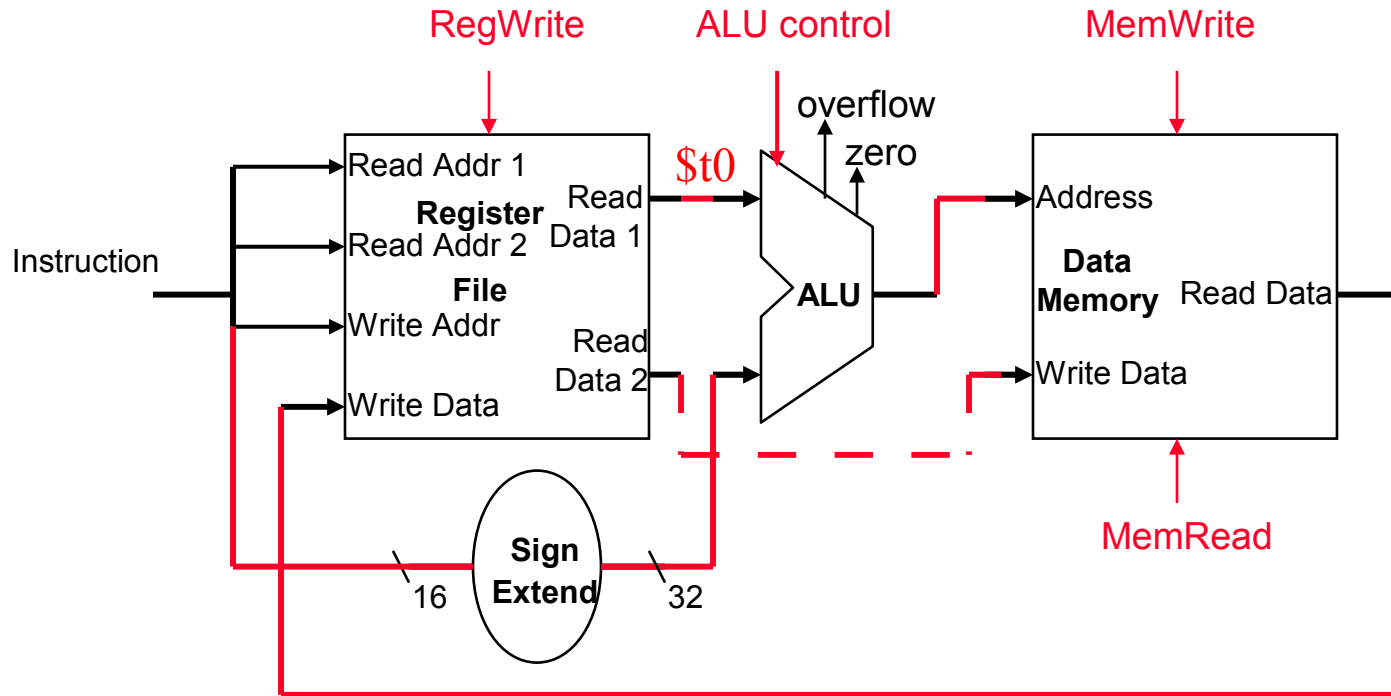 RegWrite
ALU control
MemWrite
overflow
zero
$t0
Read Addr 1
Register
Read Addr 2
File
Write Addr
Write Data
Read
Data 1
Read
Data 2
Instruction
ALU
Address
Data
Memory
Read Data
Write Data
MemRead
Sign
Extend
16
32